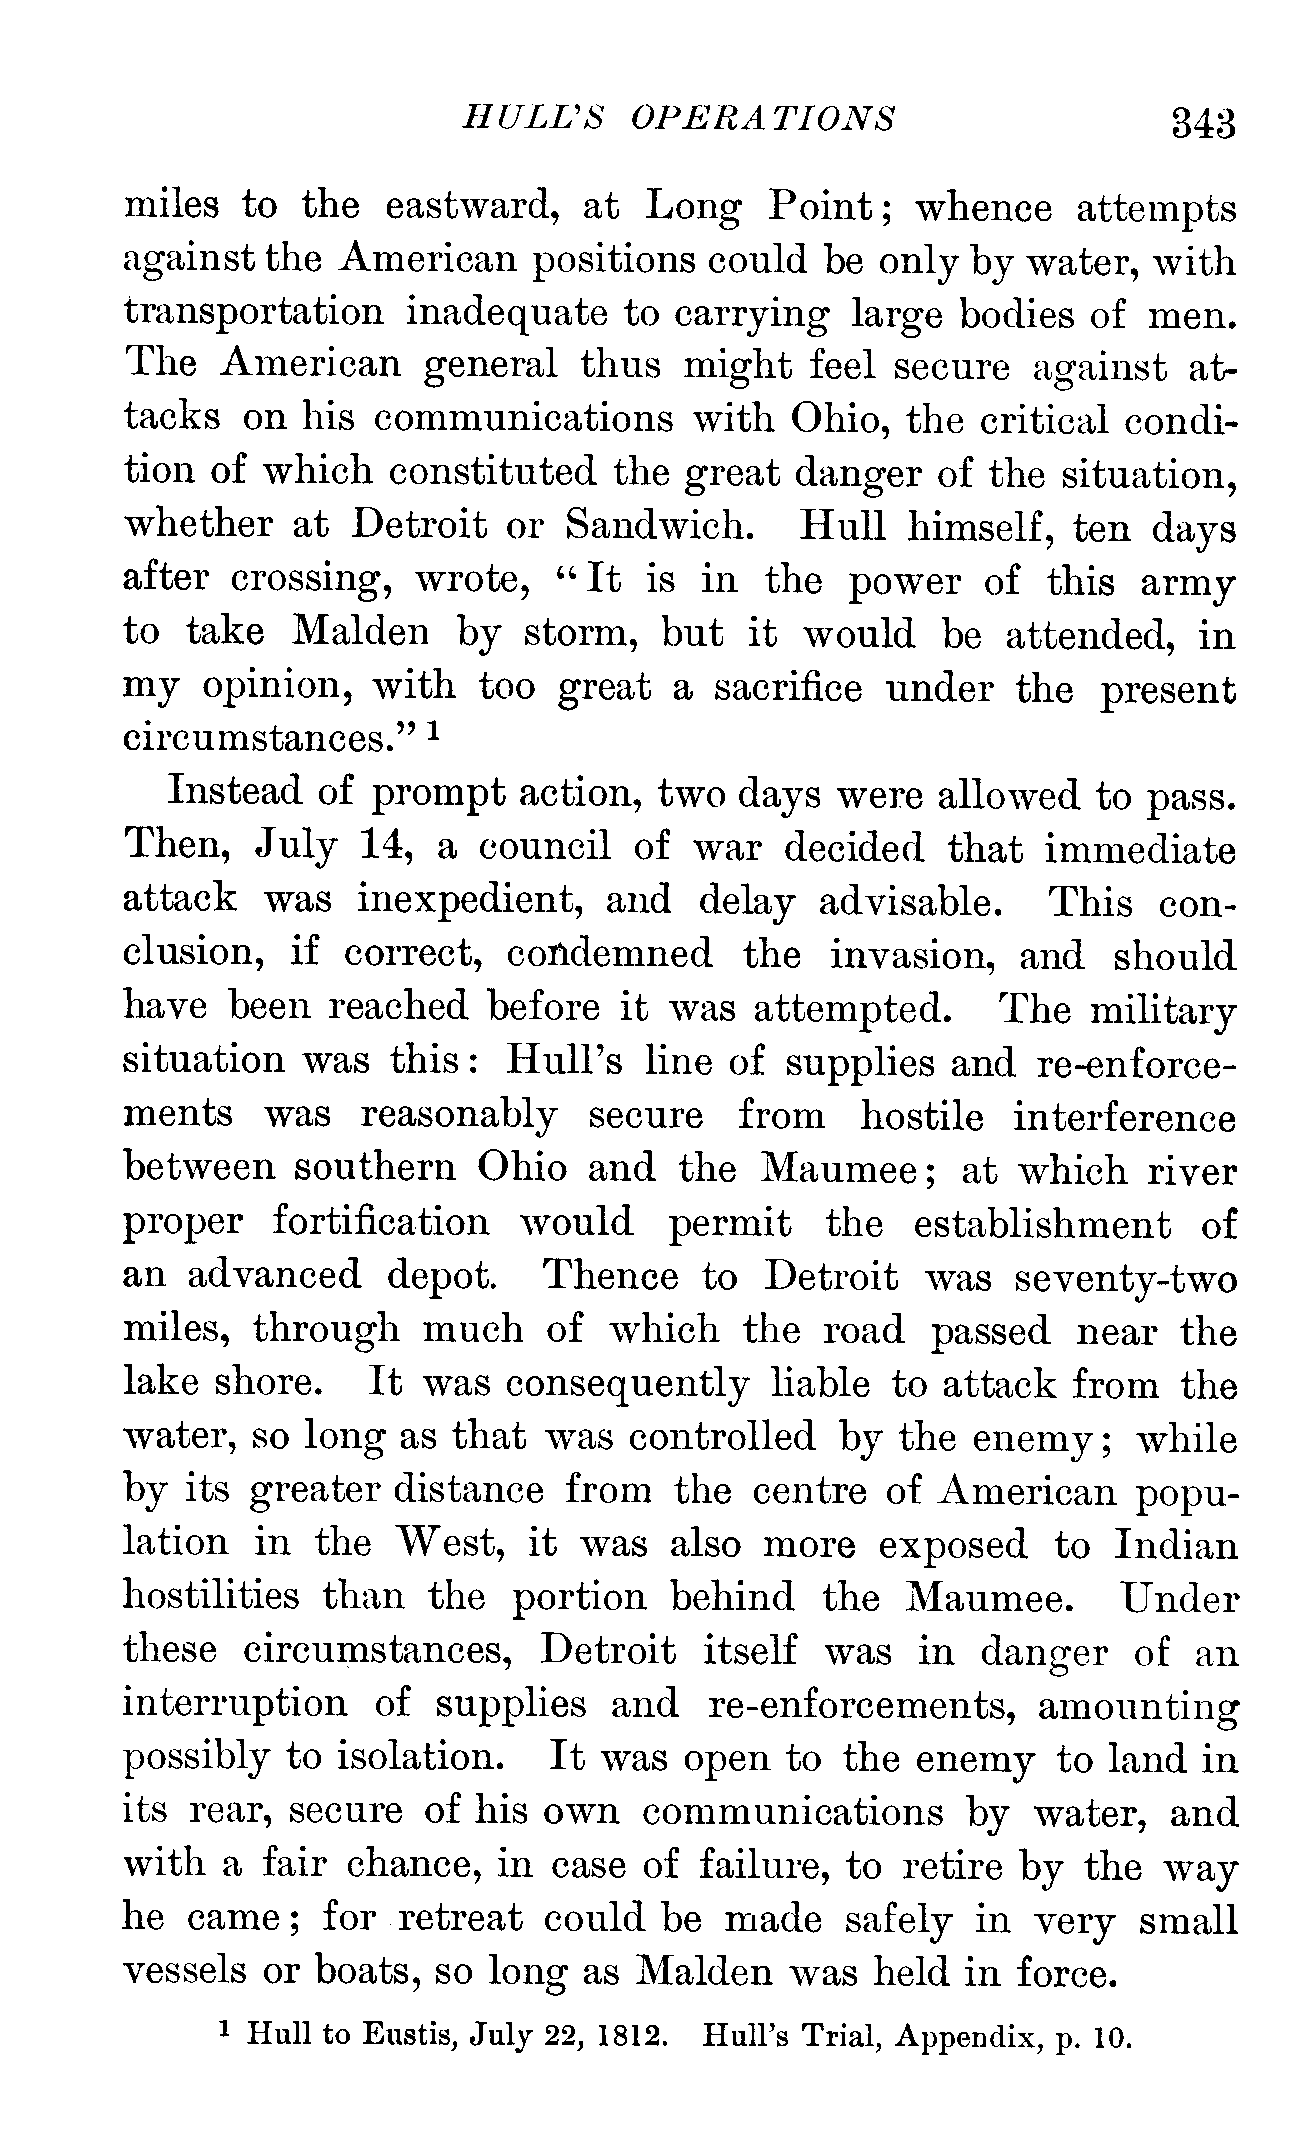 HULL'S OPERATIONS 343
miles to the eastward, at Long Point; whence attempts
against the American positions could be only by water, with
transportation inadequate to carrying large bodies of men.
The American general thus might feel secure against at-
tacks on his communications with Ohio, the critical condi-
tion of which constituted the great danger of the situation,
whether at Detroit or Sandwich. Hull himself, ten days
after crossing, wrote, “It is in the power of this army
to take Malden by storm, but it would be attended, in
my opinion, with too great a sacrifice under the present
circumstances.” 1
Instead of prompt action, two days were allowed to pass.
Then, July 14, a council of war decided that immediate
attack was inexpedient, and delay advisable. This con-
clusion, if correct, condemned the invasion, and should
have been reached before it was attempted. The military
situation was this: Hull's line of supplies and re-enforce-
ments was reasonably secure from hostile interference
between southern Ohio and the Maumee; at which river
proper fortification would permit the establishment of
an advanced depot. Thence to Detroit was seventy-two
miles, through much of which the road passed near the
lake shore. It was consequently liable to attack from the
water, so long as that was controlled by the enemy; while
by its greater distance from the centre of American popu-
lation in the West, it was also more exposed to Indian
hostilities than the portion behind the Maumee. Under
these circumstances, Detroit itself was in danger of an
interruption of supplies and re-enforcements, amounting
possibly to isolation. It was open to the enemy to land in
its rear, secure of his own communications by water, and
with a fair chance, in case of failure, to retire by the way
he came; for retreat could be made safely in very small
vessels or boats, so long as Malden was held in force.
1 Hull to Eustis, July 22, 1812. Hull's Trial, Appendix, p. 10.